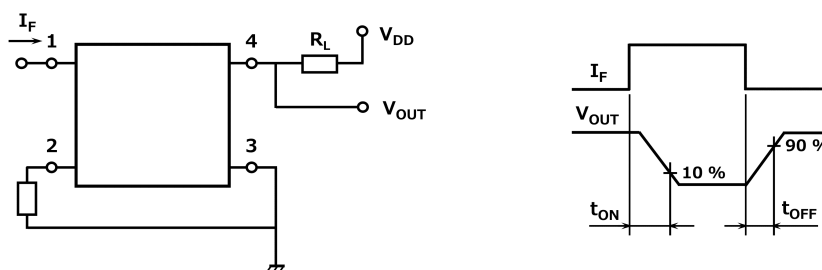 I_F
1
4
R_L
V_DD
V_OUT
2
3
I_F
V_OUT
10 %
90 %
t_ON
t_OFF